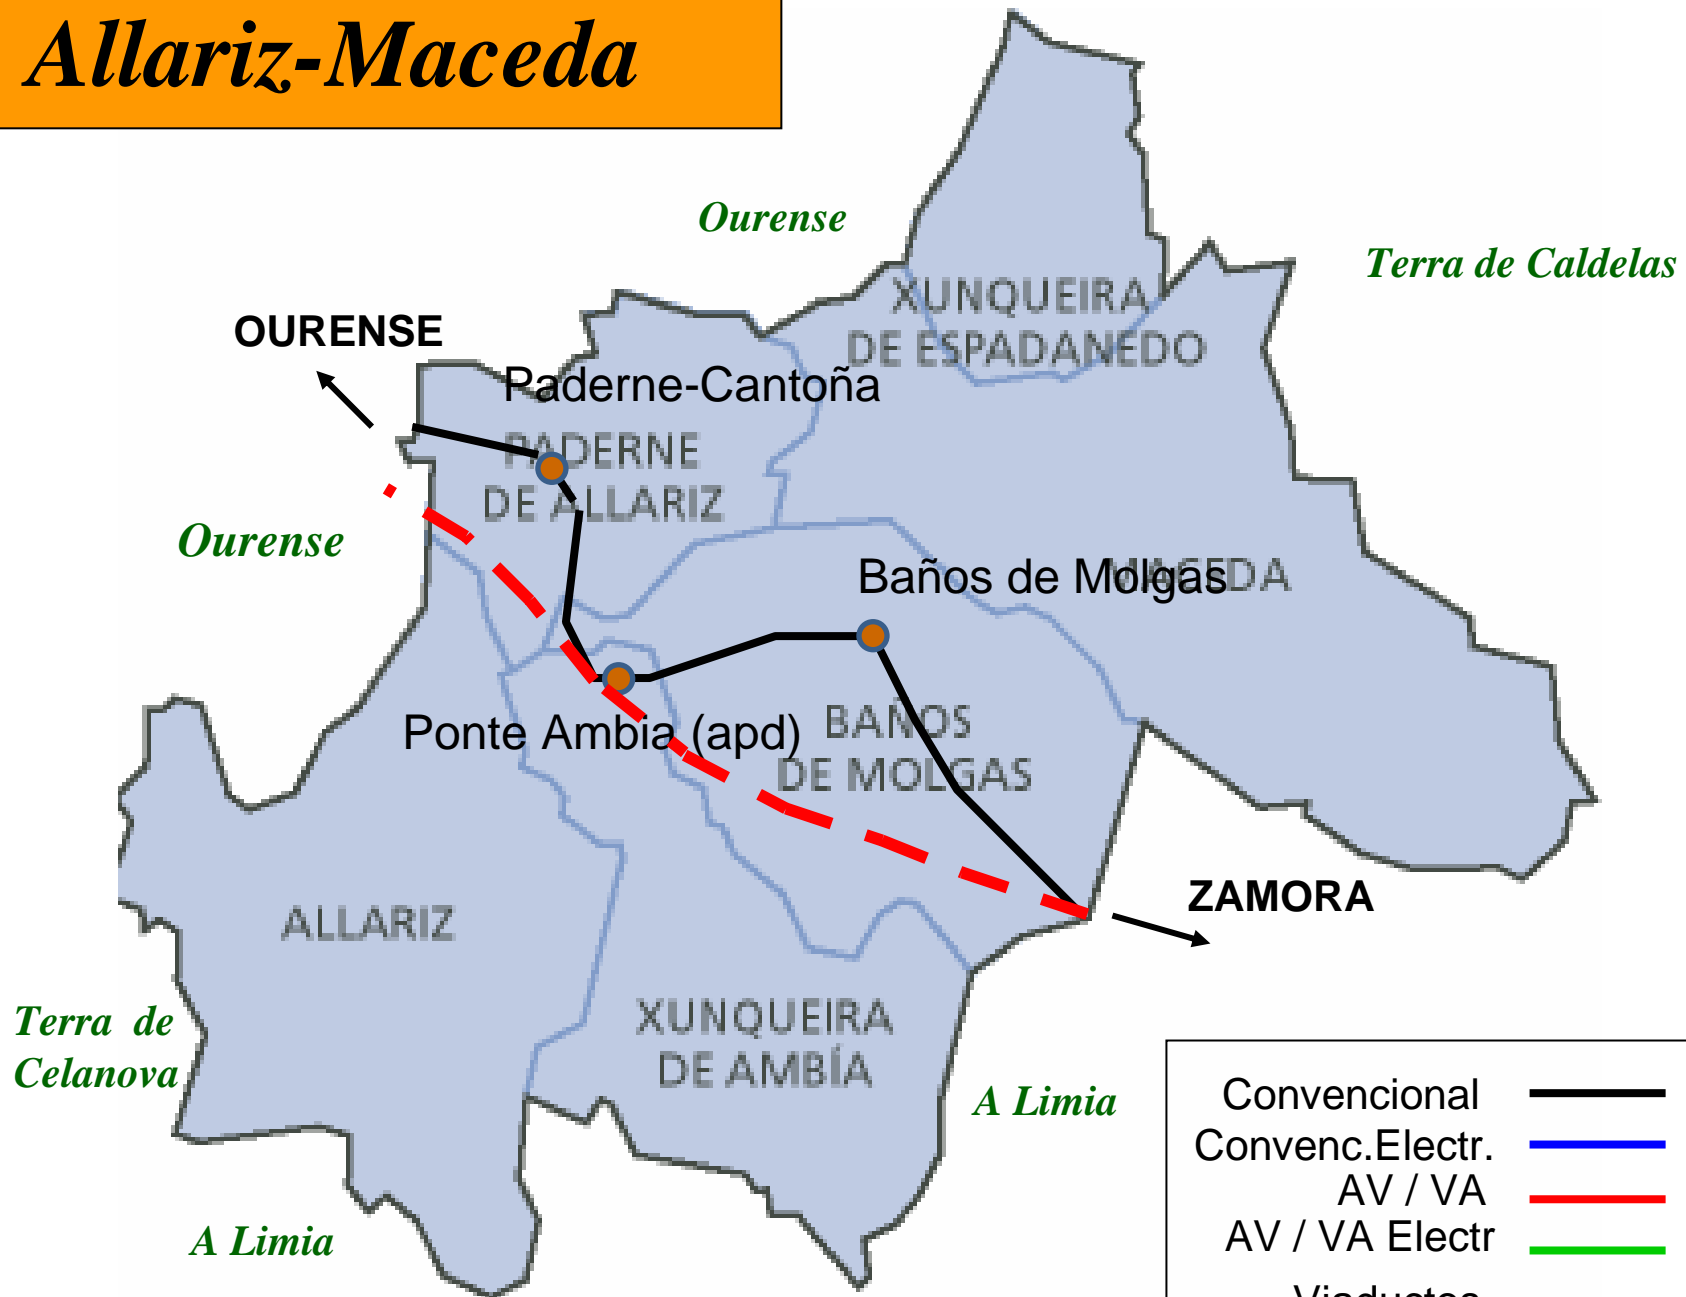 Allariz-Maceda
Ourense
Terra de Caldelas
XUNQUEIRA
DE ESPADANEDO
OURENSE
Paderne-Cantoña
PADERNE
DE ALLARIZ
Ourense
Baños de Molgas
MACEDA
BAÑOS
DE MOLGAS
Ponte Ambia (apd)
ZAMORA
ALLARIZ
XUNQUEIRA
DE AMBÍA
Terra de
Celanova
A Limia
A Limia
Convencional
Convenc.Electr.
AV / VA
AV / VA Electr
Viaductos